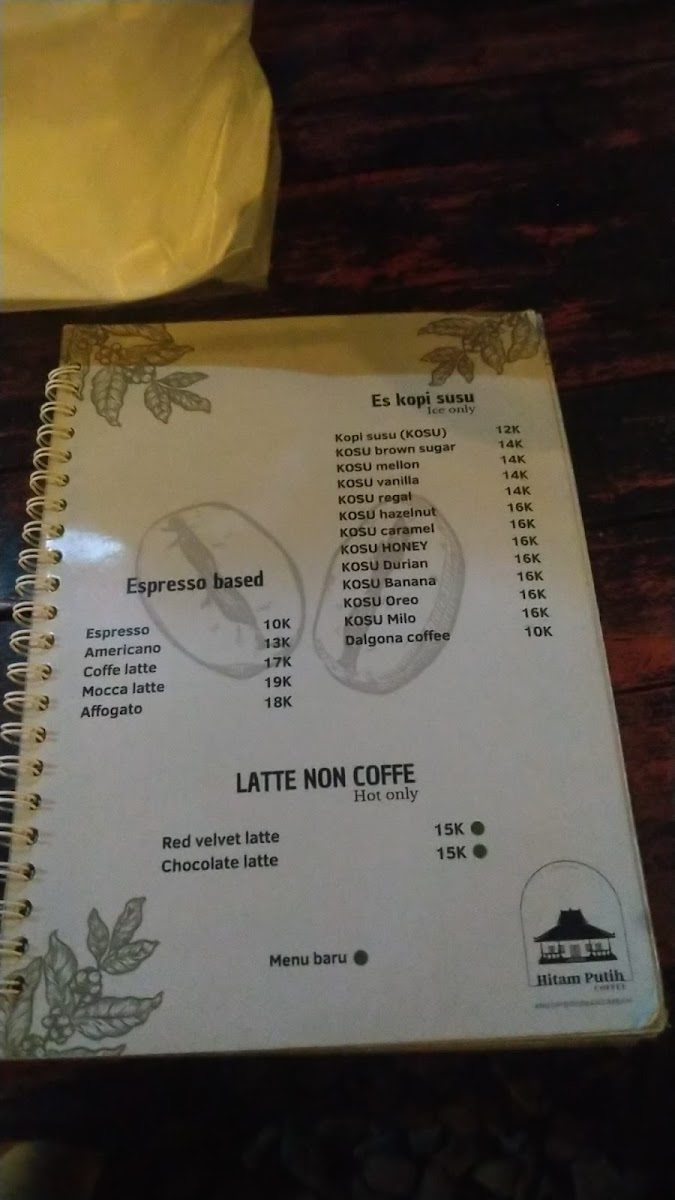 Es kopi susu
Ice only
Kopi susu (KOSU) 12K
KOSU brown sugar 14K
KOSU mellon 14K
KOSU vanilla 14K
KOSU regal 14K
KOSU hazelnut 16K
KOSU caramel 16K
KOSU HONEY 16K
KOSU Durian 16K
KOSU Banana 16K
KOSU Oreo 16K
KOSU Milo 16K
Dalgona coffee 10K
Espresso based
Espresso 10K
Americano 13K
Coffe latte 17K
Mocca latte 19K
Affogato 18K
LATTE NON COFFE
Hot only
Red velvet latte 15K
Chocolate latte 15K
Menu baru
Hitam Putih
COFFEE